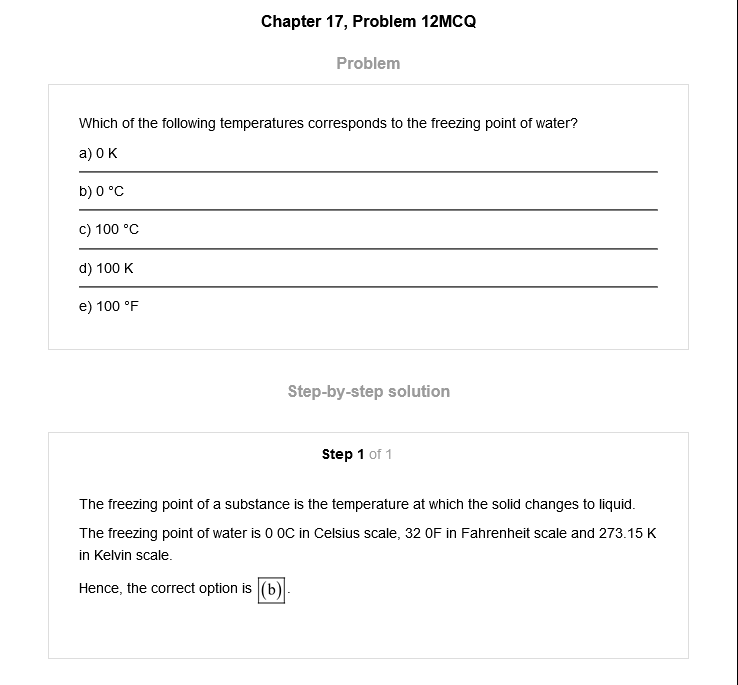 Chapter 17, Problem 12MCQ
Problem
Which of the following temperatures corresponds to the freezing point of water?
a) 0 K
b) 0 °C
c) 100 °C
d) 100 K
e) 100 °F
Step-by-step solution
Step 1 of 1
The freezing point of a substance is the temperature at which the solid changes to liquid.
The freezing point of water is 0 0C in Celsius scale, 32 0F in Fahrenheit scale and 273.15 K
in Kelvin scale.
Hence, the correct option is (b).